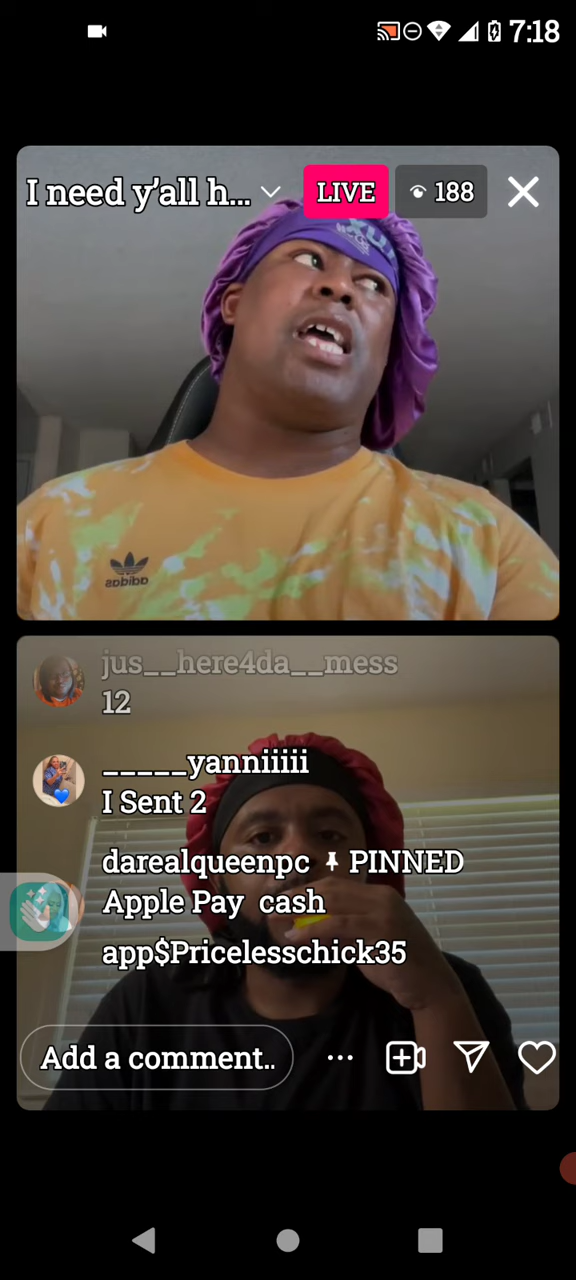 7:18
I need y'all h...
LIVE
188
adidas
jus__here4da__mess
12
_____yanniiiii
I Sent 2
darealqueenpc PINNED
Apple Pay cash
app$Pricelesschick35
Add a comment..